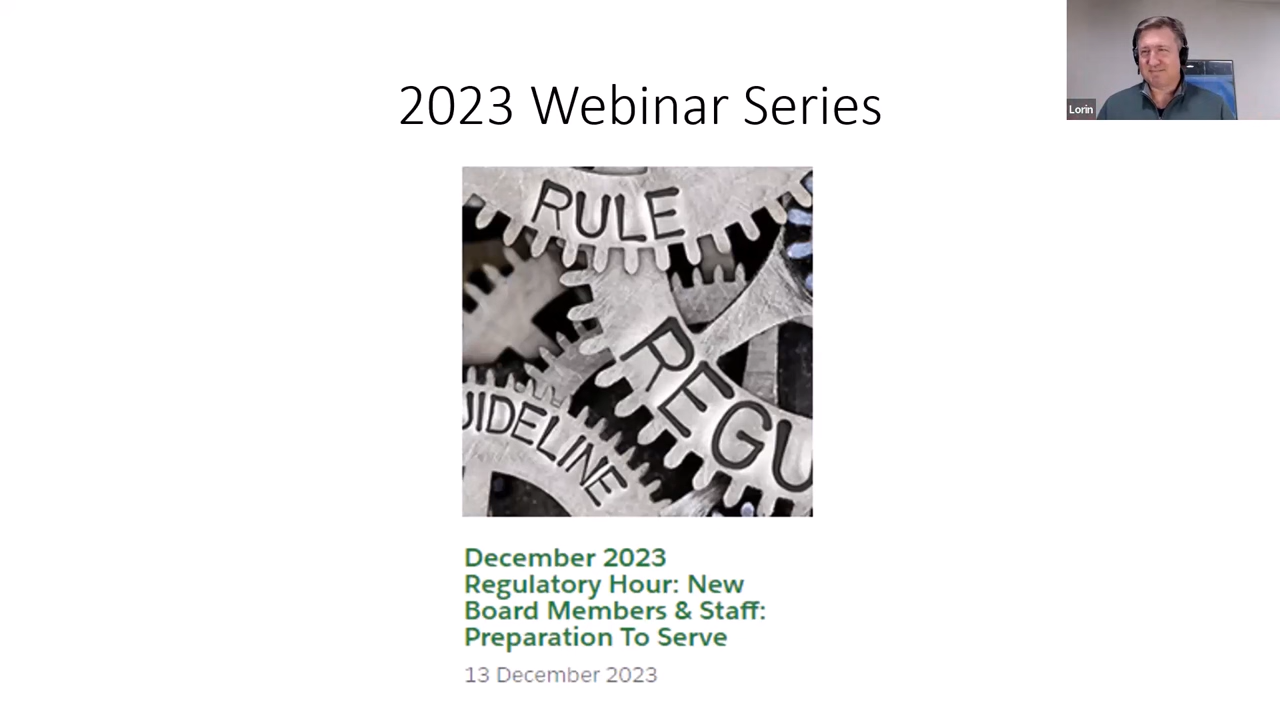 Lorin
2023 Webinar Series
RULE
REGU
UIDELINE
December 2023
Regulatory Hour: New
Board Members & Staff:
Preparation To Serve
13 December 2023